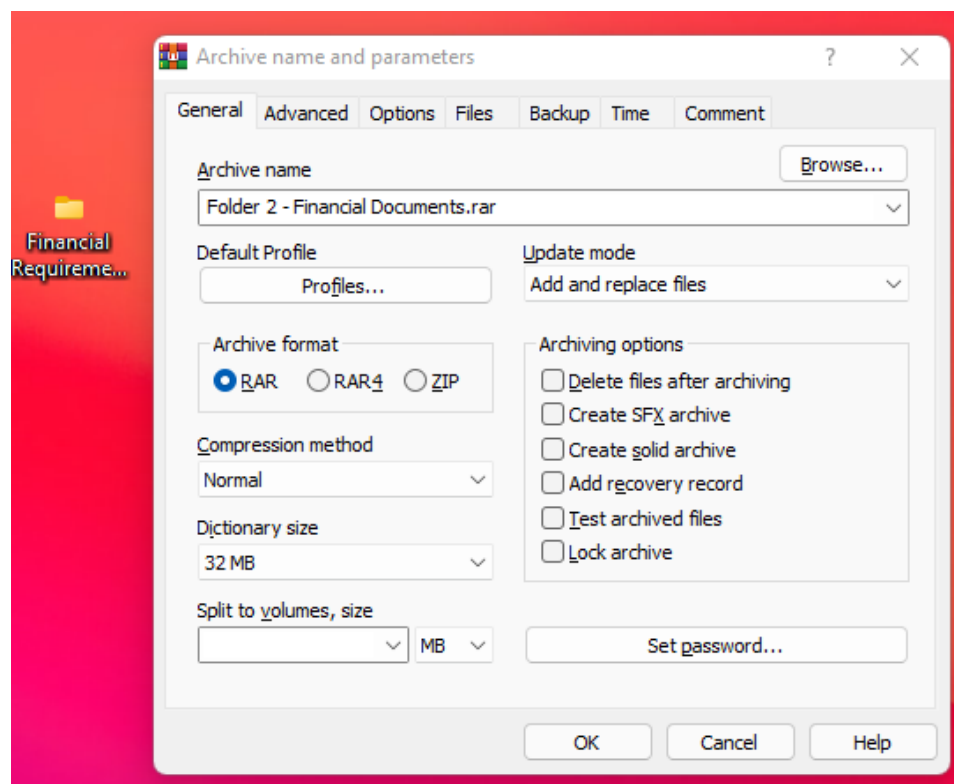 Archive name and parameters
?
General
Advanced
Options
Files
Backup
Time
Comment
Archive name
Browse...
Folder 2 - Financial Documents.rar
Financial
Requireme...
Default Profile
Profiles...
Update mode
Add and replace files
Archive format
RAR
RAR4
ZIP
Compression method
Normal
Dictionary size
32 MB
Split to volumes, size
MB
Archiving options
Delete files after archiving
Create SFX archive
Create solid archive
Add recovery record
Test archived files
Lock archive
Set password...
OK
Cancel
Help